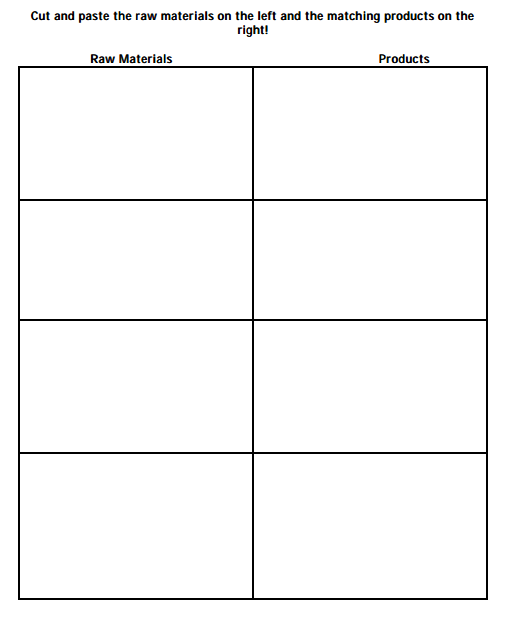 Cut and paste the raw materials on the left and the matching products on the
right!
Raw Materials Products